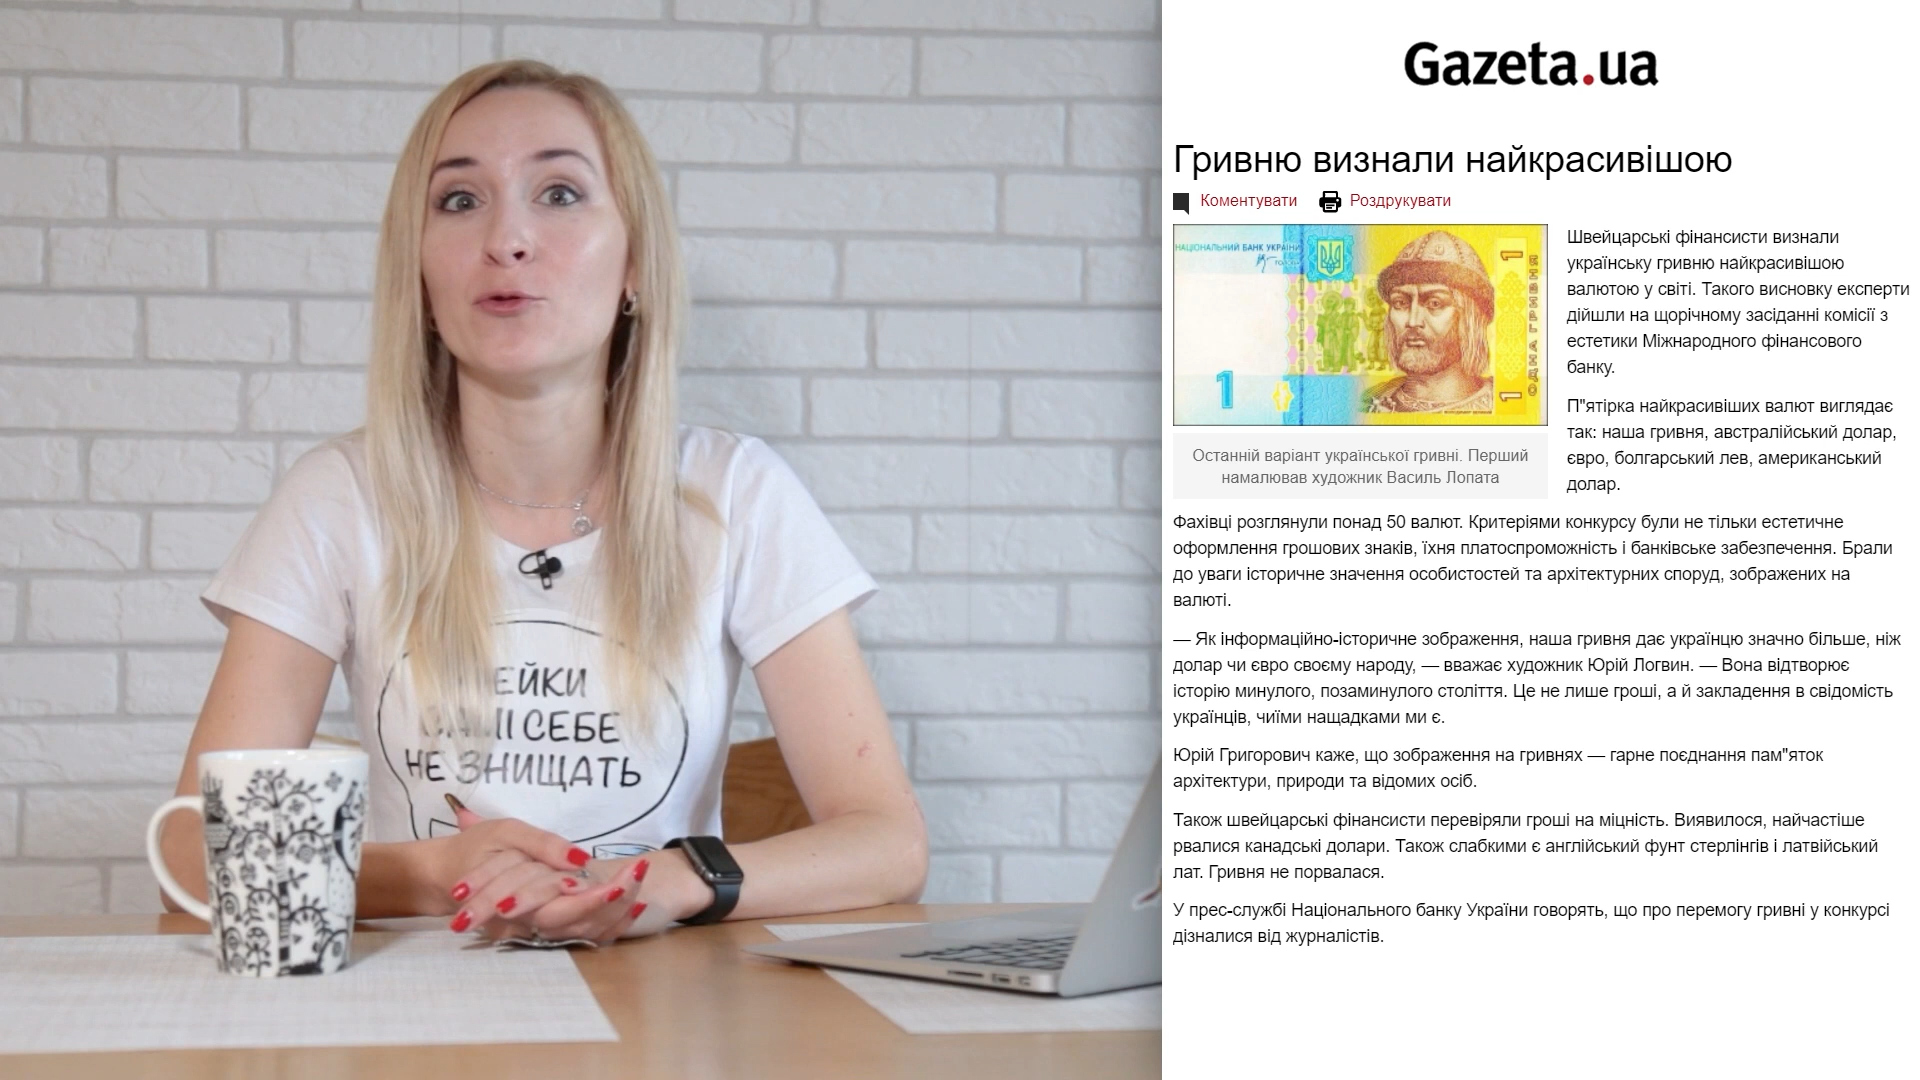 ЕЙКИ
САМІ СЕБЕ
НЕ ЗНИЩАТЬ
Gazeta.ua
Гривню визнали найкрасивішою
Коментувати Роздрукувати
НАЦІОНАЛЬНИЙ БАНК УКРАЇНИ
1
1
1
ОДНА ГРИВНЯ
Останній варіант української гривні. Перший
намалював художник Василь Лопата
Швейцарські фінансисти визнали
українську гривню найкрасивішою
валютою у світі. Такого висновку експерти
дійшли на щорічному засіданні комісії з
естетики Міжнародного фінансового
банку.
П"ятірка найкрасивіших валют виглядає
так: наша гривня, австралійський долар,
євро, болгарський лев, американський
долар.
Фахівці розглянули понад 50 валют. Критеріями конкурсу були не тільки естетичне
оформлення грошових знаків, їхня платоспроможність і банківське забезпечення. Брали
до уваги історичне значення особистостей та архітектурних споруд, зображених на
валюті.
— Як інформаційно-історичне зображення, наша гривня дає українцю значно більше, ніж
долар чи євро своєму народу, — вважає художник Юрій Логвин. — Вона відтворює
історію минулого, позаминулого століття. Це не лише гроші, а й закладення в свідомість
українців, чиїми нащадками ми є.
Юрій Григорович каже, що зображення на гривнях — гарне поєднання пам"яток
архітектури, природи та відомих осіб.
Також швейцарські фінансисти перевіряли гроші на міцність. Виявилося, найчастіше
рвалися канадські долари. Також слабкими є англійський фунт стерлінгів і латвійський
лат. Гривня не порвалася.
У прес-службі Національного банку України говорять, що про перемогу гривні у конкурсі
дізналися від журналістів.